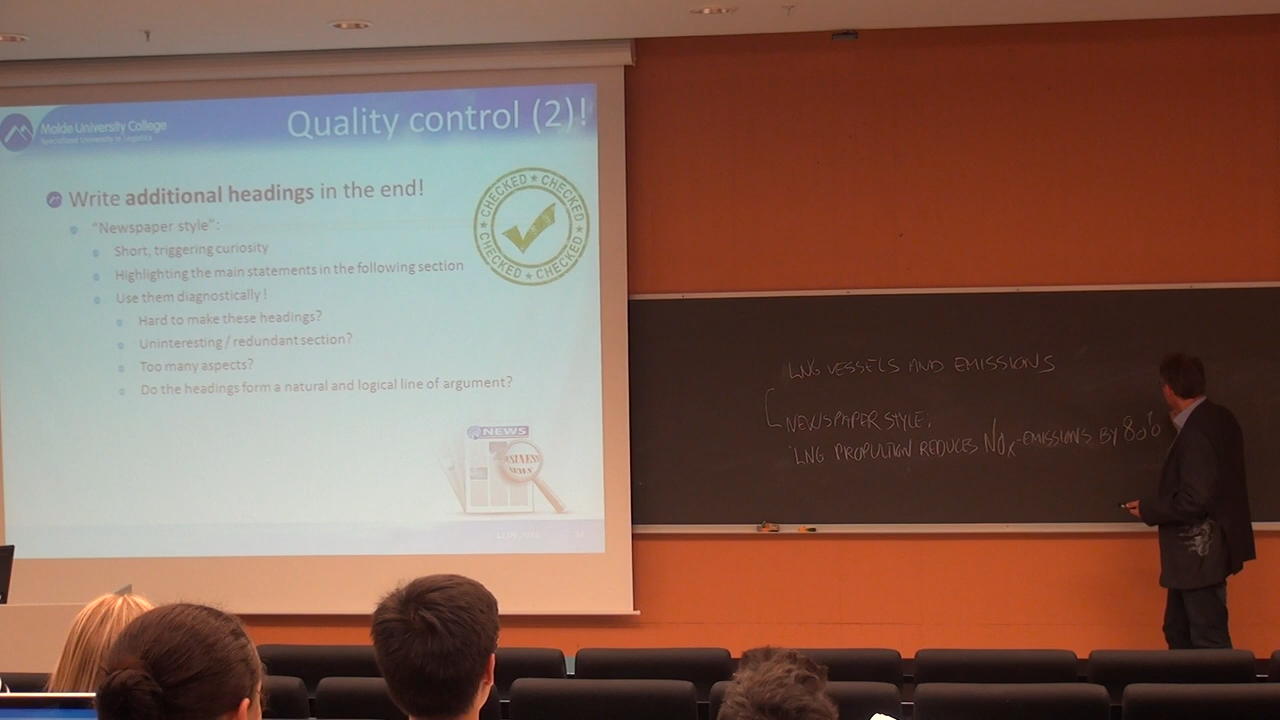 Molde University College
Specialized University in Logistics
Quality control (2)!
Write additional headings in the end!
"Newspaper style":
Short, triggering curiosity
Highlighting the main statements in the following section
Use them diagnostically!
Hard to make these headings?
Uninteresting / redundant section?
Too many aspects?
Do the headings form a natural and logical line of argument?
CHECKED ★ CHECKED ★ CHECKED ★ CHECKED ★
NEWS
BUSINESS
NEWS
LNG VESSELS AND EMISSIONS
NEWSPAPER STYLE:
LNG PROPULTION REDUCES NOx-EMISSIONS BY 80%